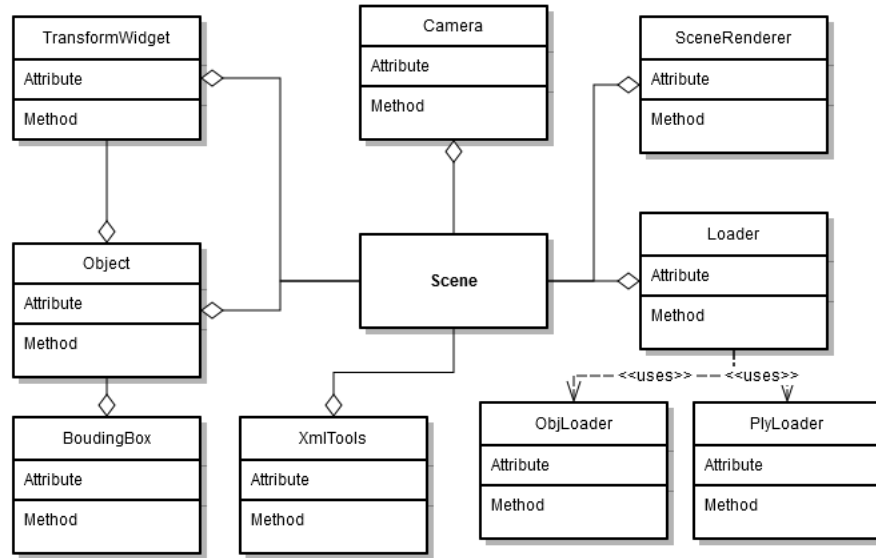 TransformWidget
Attribute
Method
Camera
Attribute
Method
SceneRenderer
Attribute
Method
Object
Attribute
Method
Scene
Loader
Attribute
Method
<<uses>>
<<uses>>
BoudingBox
Attribute
Method
XmlTools
Attribute
Method
ObjLoader
Attribute
Method
PlyLoader
Attribute
Method